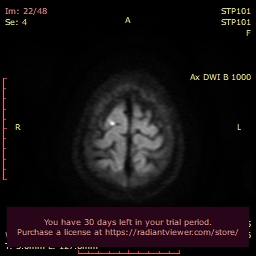 Im: 22/48
Se: 4
A
STP101
STP101
F
Ax DWI B 1000
R
L
You have 30 days left in your trial period.
Purchase a license at https://radiantviewer.com/store/